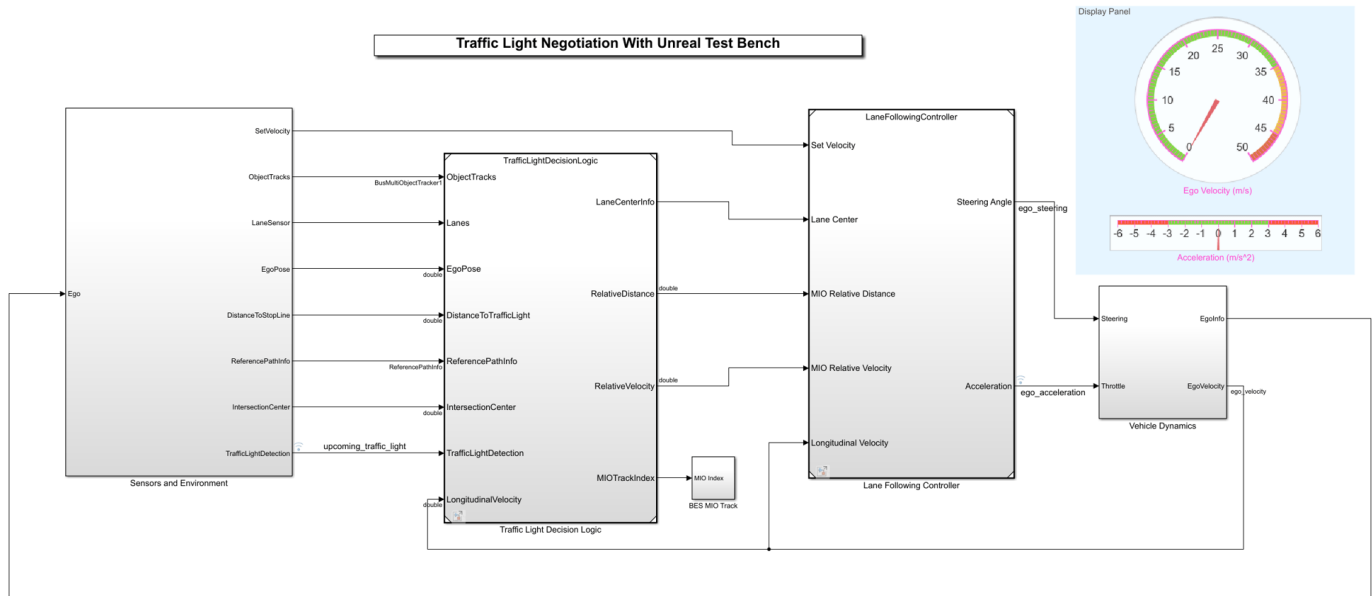 Display Panel
Traffic Light Negotiation With Unreal Test Bench
0
5
10
15
20
25
30
35
40
45
50
Ego Velocity (m/s)
-6 -5 -4 -3 -2 -1 0 1 2 3 4 5 6
Acceleration (m/s^2)
Ego
SetVelocity
ObjectTracks
LaneSensor
EgoPose
DistanceToStopLine
ReferencePathInfo
IntersectionCenter
TrafficLightDetection
Sensors and Environment
BusMultiObjectTracker1
double
double
ReferencePathInfo
double
upcoming_traffic_light
double
TrafficLightDecisionLogic
ObjectTracks
Lanes
EgoPose
DistanceToTrafficLight
ReferencePathInfo
IntersectionCenter
TrafficLightDetection
LongitudinalVelocity
LaneCenterInfo
RelativeDistance
RelativeVelocity
MIOTrackIndex
Traffic Light Decision Logic
double
double
MIO Index
BES MIO Track
LaneFollowingController
Set Velocity
Lane Center
MIO Relative Distance
MIO Relative Velocity
Longitudinal Velocity
Steering Angle
Acceleration
Lane Following Controller
ego_steering
ego_acceleration
Steering
Throttle
EgoInfo
EgoVelocity
Vehicle Dynamics
ego_velocity